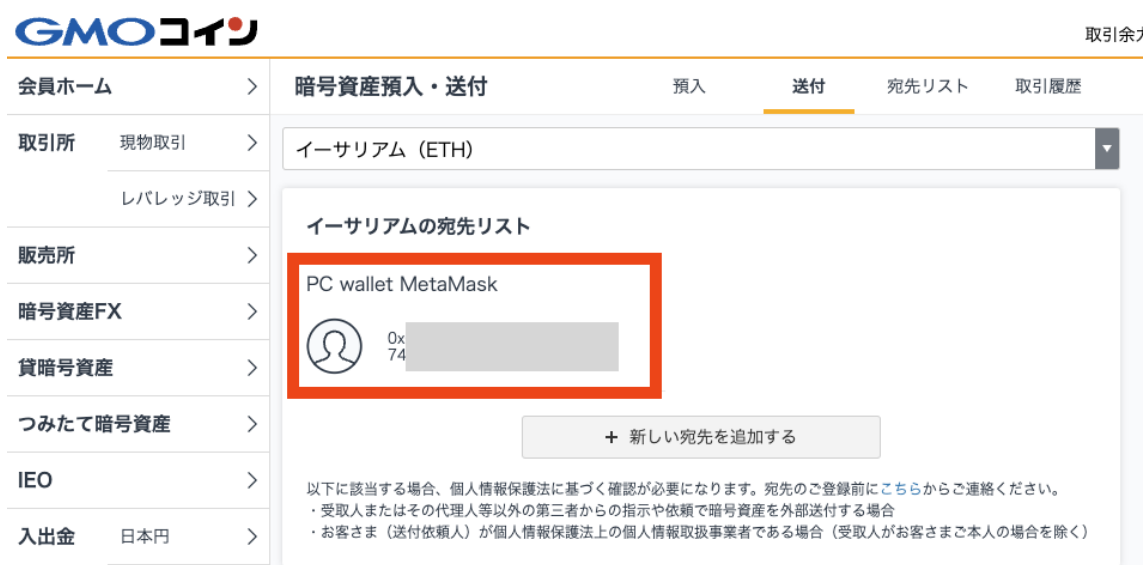 GMOコイン
取引余
会員ホーム
取引所 現物取引
レバレッジ取引
販売所
暗号資産FX
貸暗号資産
つみたて暗号資産
IEO
入出金 日本円
暗号資産預入・送付 預入 送付 宛先リスト 取引履歴
イーサリアム（ETH）
イーサリアムの宛先リスト
PC wallet MetaMask
0x
74
+ 新しい宛先を追加する
以下に該当する場合、個人情報保護法に基づく確認が必要になります。宛先のご登録前にこちらからご連絡ください。
・受取人またはその代理人等以外の第三者からの指示や依頼で暗号資産を外部送付する場合
・お客さま（送付依頼人）が個人情報保護法上の個人情報取扱事業者である場合（受取人がお客さまご本人の場合を除く）